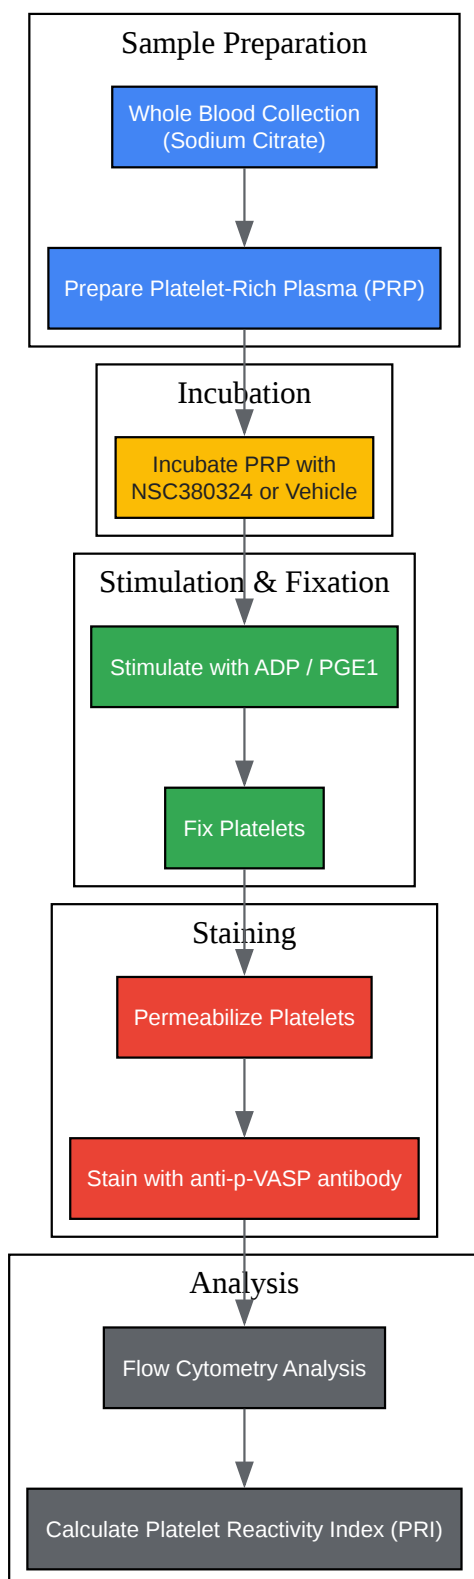 Sample Preparation
Whole Blood Collection
(Sodium Citrate)
Prepare Platelet-Rich Plasma (PRP)
Incubation
Incubate PRP with
NSC380324 or Vehicle
Stimulation & Fixation
Stimulate with ADP / PGE1
Fix Platelets
Staining
Permeabilize Platelets
Stain with anti-p-VASP antibody
Analysis
Flow Cytometry Analysis
Calculate Platelet Reactivity Index (PRI)